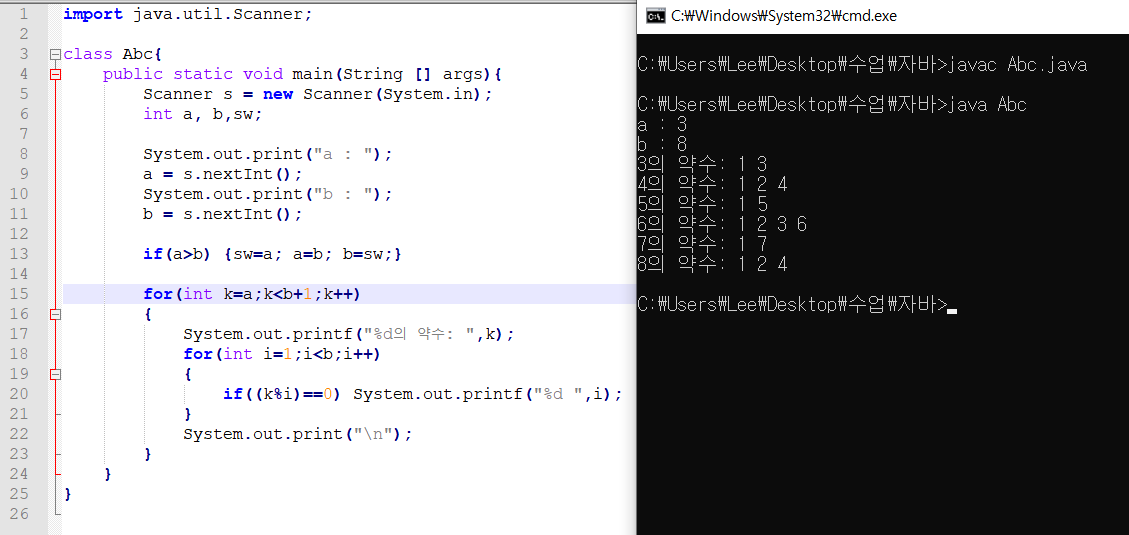 1 import java.util.Scanner;
2
3 class Abc{
4 public static void main(String [] args){
5 Scanner s = new Scanner(System.in);
6 int a, b,sw;
7
8 System.out.print("a : ");
9 a = s.nextInt();
10 System.out.print("b : ");
11 b = s.nextInt();
12
13 if(a>b) {sw=a; a=b; b=sw;}
14
15 for(int k=a;k<b+1;k++)
16 {
17 System.out.printf("%d의 약수: ",k);
18 for(int i=1;i<b;i++)
19 {
20 if((k%i)==0) System.out.printf("%d ",i);
21 }
22 System.out.print("\n");
23 }
24 }
25 }
26
C:\Windows\System32\cmd.exe
C:₩Users₩Lee₩Desktop₩수업₩자바>javac Abc.java
C:₩Users₩Lee₩Desktop₩수업₩자바>java Abc
a : 3
b : 8
3의 약수: 1 3
4의 약수: 1 2 4
5의 약수: 1 5
6의 약수: 1 2 3 6
7의 약수: 1 7
8의 약수: 1 2 4
C:₩Users₩Lee₩Desktop₩수업₩자바>